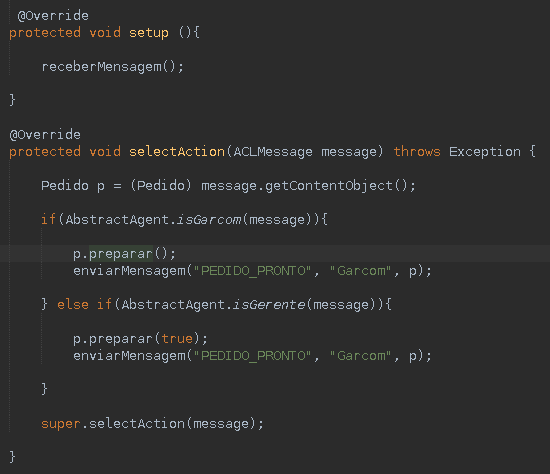 @Override
protected void setup (){
receberMensagem();
}
@Override
protected void selectAction(ACLMessage message) throws Exception {
Pedido p = (Pedido) message.getContentObject();
if(AbstractAgent.isGarcom(message)){
p.preparar();
enviarMensagem("PEDIDO_PRONTO", "Garcom", p);
} else if(AbstractAgent.isGerente(message)){
p.preparar(true);
enviarMensagem("PEDIDO_PRONTO", "Garcom", p);
}
super.selectAction(message);
}